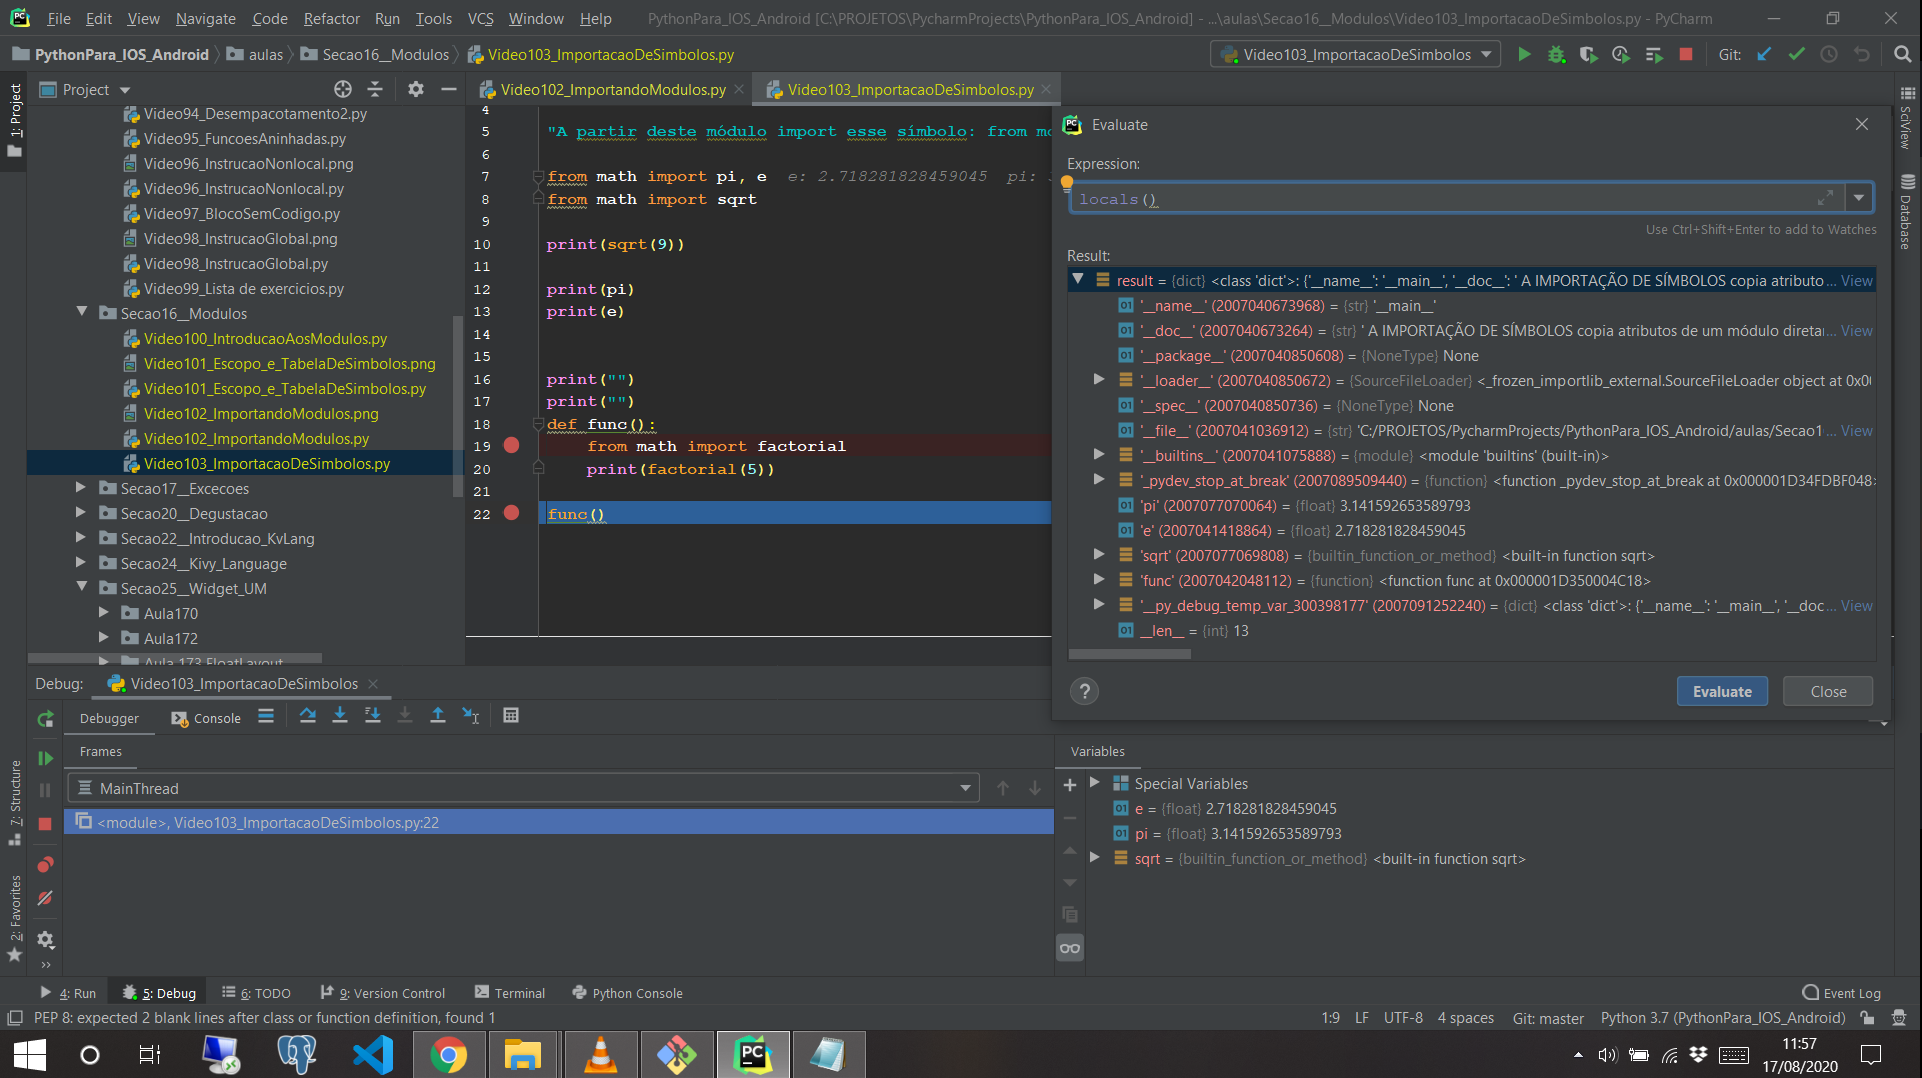 File Edit View Navigate Code Refactor Run Tools VCS Window Help PythonPara_IOS_Android [C:\PROJETOS\PycharmProjects\PythonPara_IOS_Android] - ...\aulas\Secao16__Modulos\Video103_ImportacaoDeSimbolos.py - PyCharm
PythonPara_IOS_Android aulas Secao16__Modulos Video103_ImportacaoDeSimbolos.py Video103_ImportacaoDeSimbolos Git:
1: Project
Project
Video94_Desempacotamento2.py
Video95_FuncoesAninhadas.py
Video96_InstrucaoNonlocal.png
Video96_InstrucaoNonlocal.py
Video97_BlocoSemCodigo.py
Video98_InstrucaoGlobal.png
Video98_InstrucaoGlobal.py
Video99_Lista de exercicios.py
Secao16__Modulos
Video100_IntroducaoAosModulos.py
Video101_Escopo_e_TabelaDeSimbolos.png
Video101_Escopo_e_TabelaDeSimbolos.py
Video102_ImportandoModulos.png
Video102_ImportandoModulos.py
Video103_ImportacaoDeSimbolos.py
Secao17__Excecoes
Secao20__Degustacao
Secao22__Introducao_KvLang
Secao24__Kivy_Language
Secao25__Widget_UM
Aula170
Aula172
Aula 173 FloatLayout
Video102_ImportandoModulos.py Video103_ImportacaoDeSimbolos.py
4
5 "A partir deste módulo import esse símbolo: from mo
6
7 from math import pi, e e: 2.718281828459045 pi:
8 from math import sqrt
9
10 print(sqrt(9))
11
12 print(pi)
13 print(e)
14
15
16 print("")
17 print("")
18 def func():
19 from math import factorial
20 print(factorial(5))
21
22 func()
Evaluate
Expression:
locals()
Use Ctrl+Shift+Enter to add to Watches
Result:
result = {dict} <class 'dict'>: {'__name__': '__main__', '__doc__': ' A IMPORTAÇÃO DE SÍMBOLOS copia atributo ... View
'__name__' (2007040673968) = {str} '__main__'
'__doc__' (2007040673264) = {str} ' A IMPORTAÇÃO DE SÍMBOLOS copia atributos de um módulo direta... View
'__package__' (2007040850608) = {NoneType} None
'__loader__' (2007040850672) = {SourceFileLoader} <_frozen_importlib_external.SourceFileLoader object at 0x00
'__spec__' (2007040850736) = {NoneType} None
'__file__' (2007041036912) = {str} 'C:/PROJETOS/PycharmProjects/PythonPara_IOS_Android/aulas/Secao1
'__builtins__' (2007041075888) = {module} <module 'builtins' (built-in)>
'_pydev_stop_at_break' (2007089509440) = {function} <function _pydev_stop_at_break at 0x000001D34FDBF048>
'pi' (2007077070064) = {float} 3.141592653589793
'e' (2007041418864) = {float} 2.718281828459045
'sqrt' (2007077069808) = {builtin_function_or_method} <built-in function sqrt>
'func' (2007042048112) = {function} <function func at 0x000001D350004C18>
'__py_debug_temp_var_300398177' (2007091252240) = {dict} <class 'dict'>: {'__name__': '__main__', '__doc... View
__len__ = {int} 13
? Evaluate Close
SciView
Database
Debug: Video103_ImportacaoDeSimbolos
Debugger Console
Frames
MainThread
<module>, Video103_ImportacaoDeSimbolos.py:22
Variables
Special Variables
e = {float} 2.718281828459045
pi = {float} 3.141592653589793
sqrt = {builtin_function_or_method} <built-in function sqrt>
7: Structure
2: Favorites
4: Run 5: Debug 6: TODO 9: Version Control Terminal Python Console Event Log
PEP 8: expected 2 blank lines after class or function definition, found 1 1:9 LF UTF-8 4 spaces Git: master Python 3.7 (PythonPara_IOS_Android)
11:57
17/08/2020